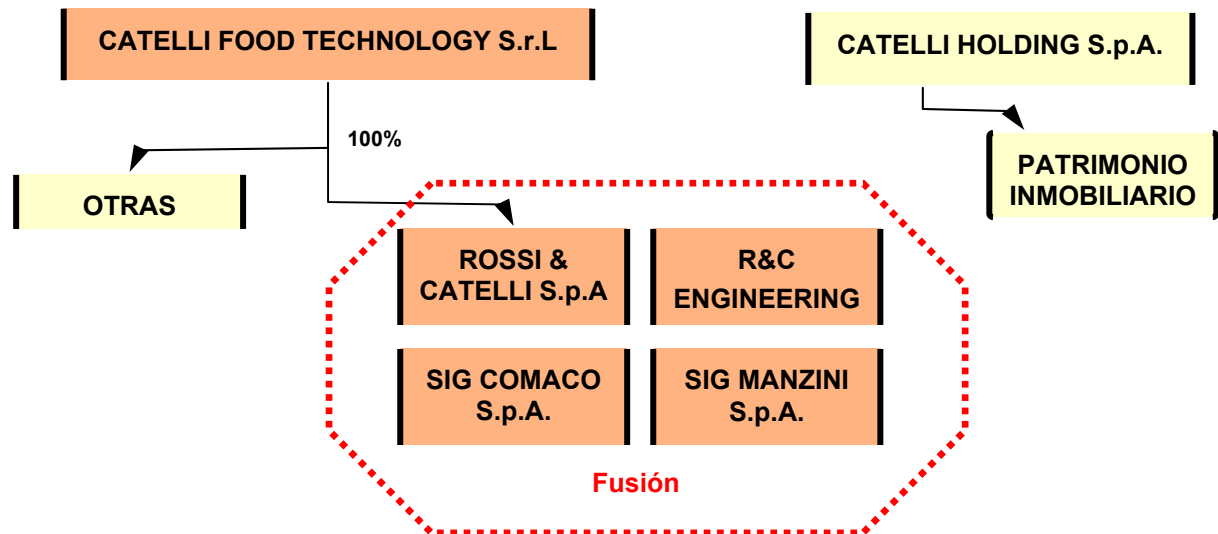 CATELLI FOOD TECHNOLOGY S.r.L
CATELLI HOLDING S.p.A.
100%
OTRAS
PATRIMONIO
INMOBILIARIO
ROSSI &
CATELLI S.p.A
R&C
ENGINEERING
SIG COMACO
S.p.A.
SIG MANZINI
S.p.A.
Fusión